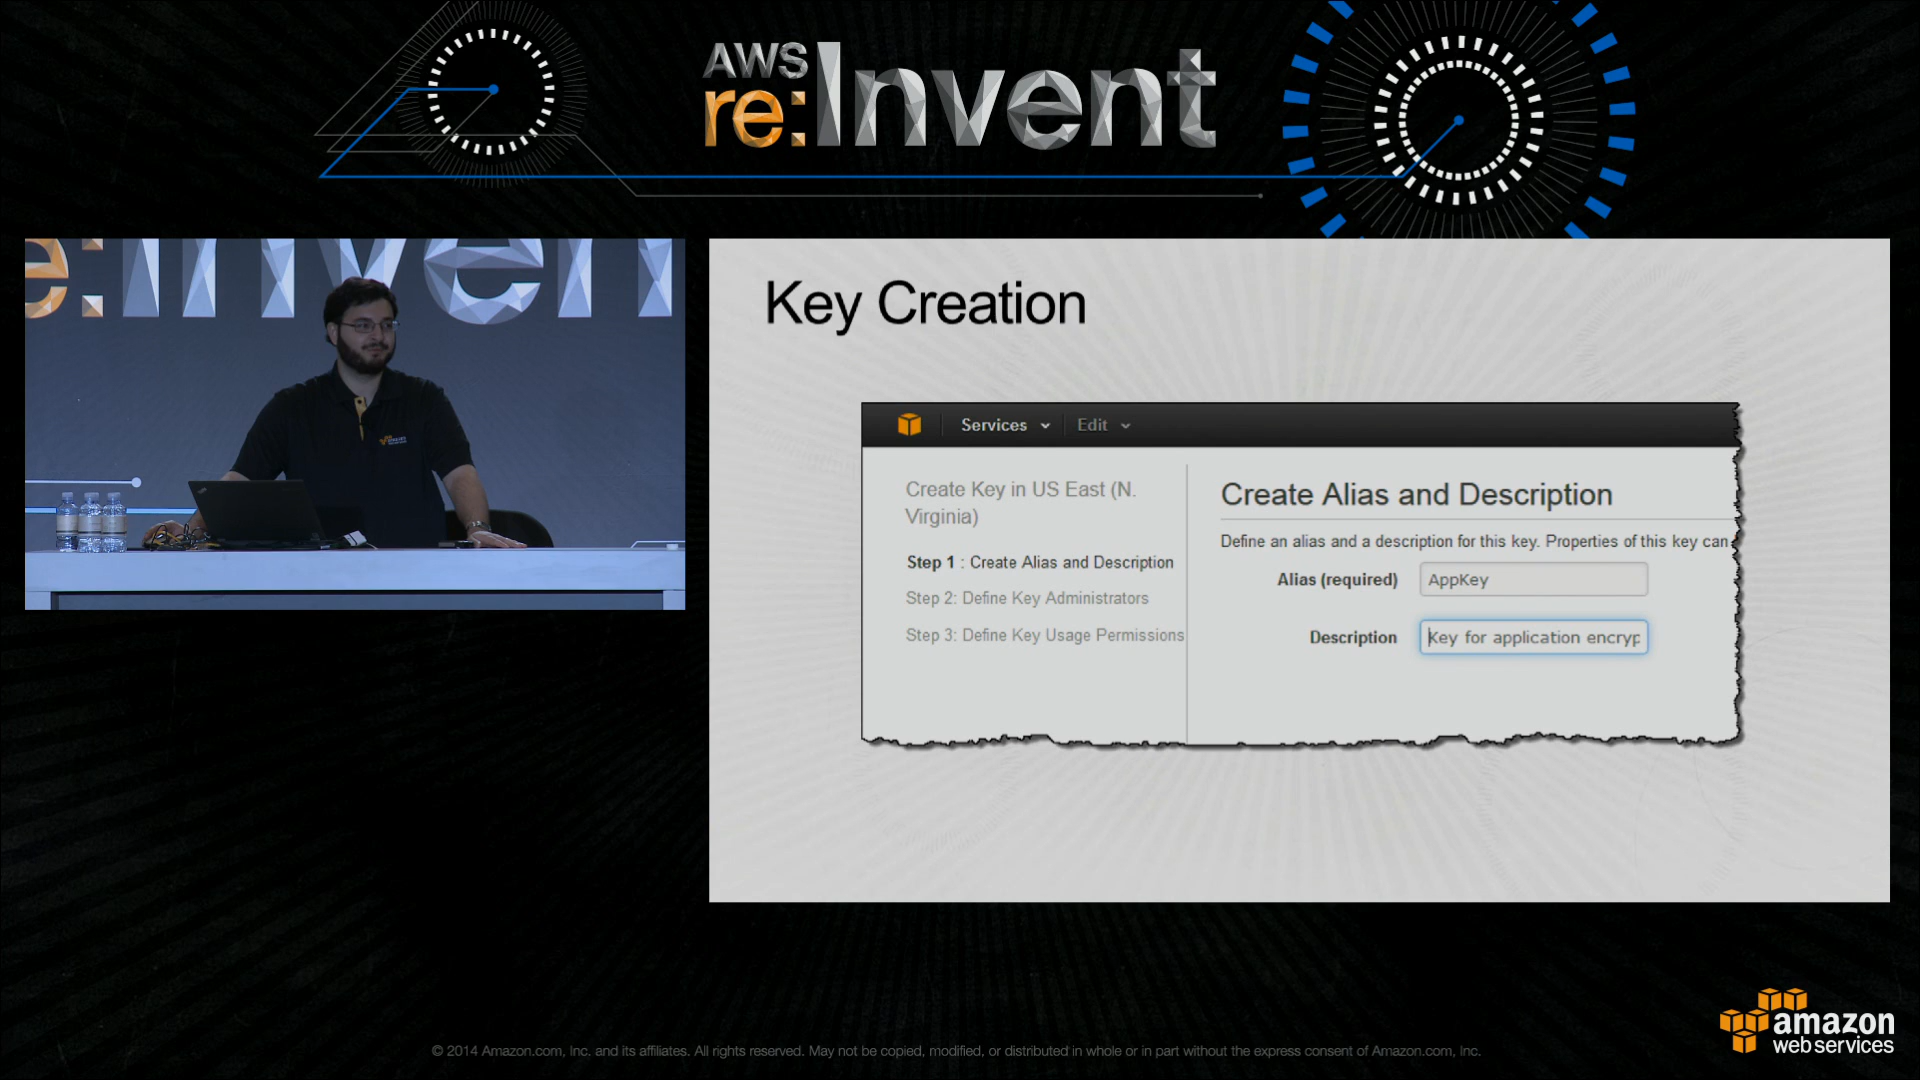 AWS
re:Invent
e:Inven
Key Creation
Services
Edit
Create Key in US East (N.
Virginia)
Step 1 : Create Alias and Description
Step 2: Define Key Administrators
Step 3: Define Key Usage Permissions
Create Alias and Description
Define an alias and a description for this key. Properties of this key can
Alias (required)
AppKey
Description
Key for application encryp
amazon
web services
© 2014 Amazon.com, Inc. and its affiliates. All rights reserved. May not be copied, modified, or distributed in whole or in part without the express consent of Amazon.com, Inc.